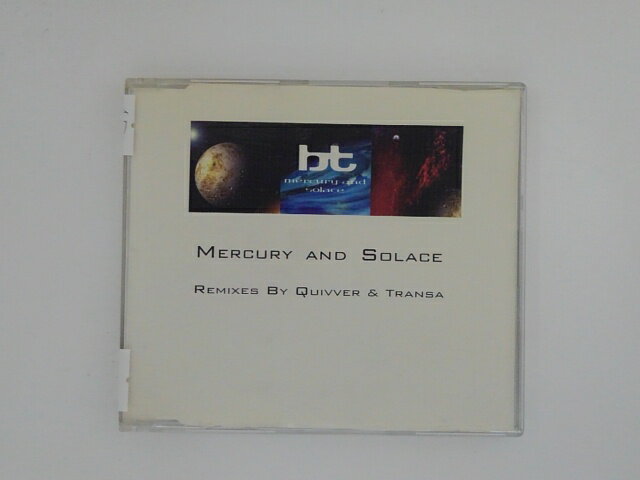 bt
mercury and
solace
MERCURY AND SOLACE
REMIXES BY QUIVVER & TRANSA